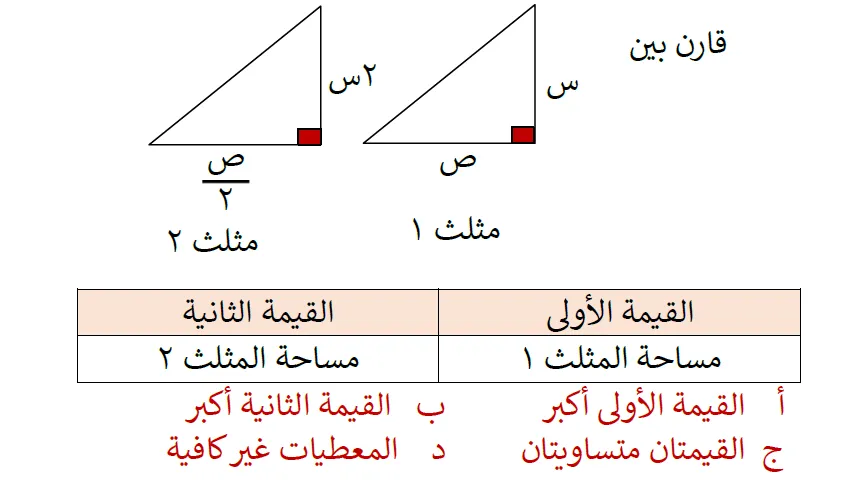 قارن بين
س
ص
مثلث ١
٢س
ص
٢
مثلث ٢
القيمة الأولى القيمة الثانية
مساحة المثلث ١ مساحة المثلث ٢
أ القيمة الأولى أكبر ب القيمة الثانية أكبر
ج القيمتان متساويتان د المعطيات غير كافية